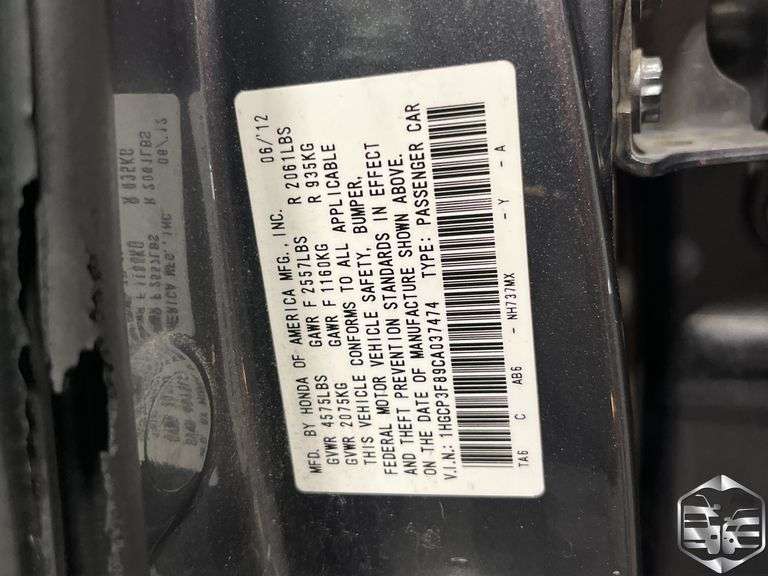 MFD. BY HONDA OF AMERICA MFG., INC. 06/'12
GVWR 4575LBS GAWR F 2557LBS R 2061LBS
GVWR 2075KG GAWR F 1160KG R 935KG
THIS VEHICLE CONFORMS TO ALL APPLICABLE
FEDERAL MOTOR VEHICLE SAFETY, BUMPER,
AND THEFT PREVENTION STANDARDS IN EFFECT
ON THE DATE OF MANUFACTURE SHOWN ABOVE.
V.I.N.: 1HGCP3F89CA037474 TYPE: PASSENGER CAR
TA6 C AB6 - NH737MX - Y - A